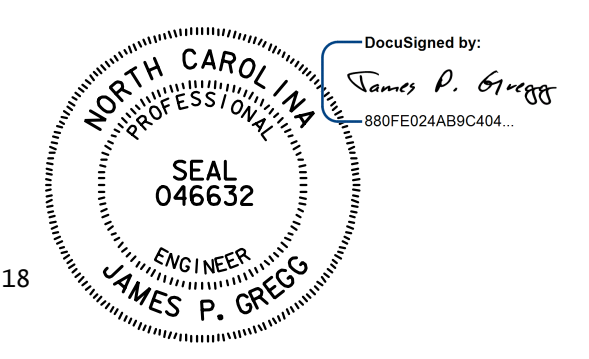 NORTH CAROLINA
PROFESSIONAL
SEAL
046632
ENGINEER
JAMES P. GREGG
DocuSigned by:
James P. Gregg
880FE024AB9C404...
18